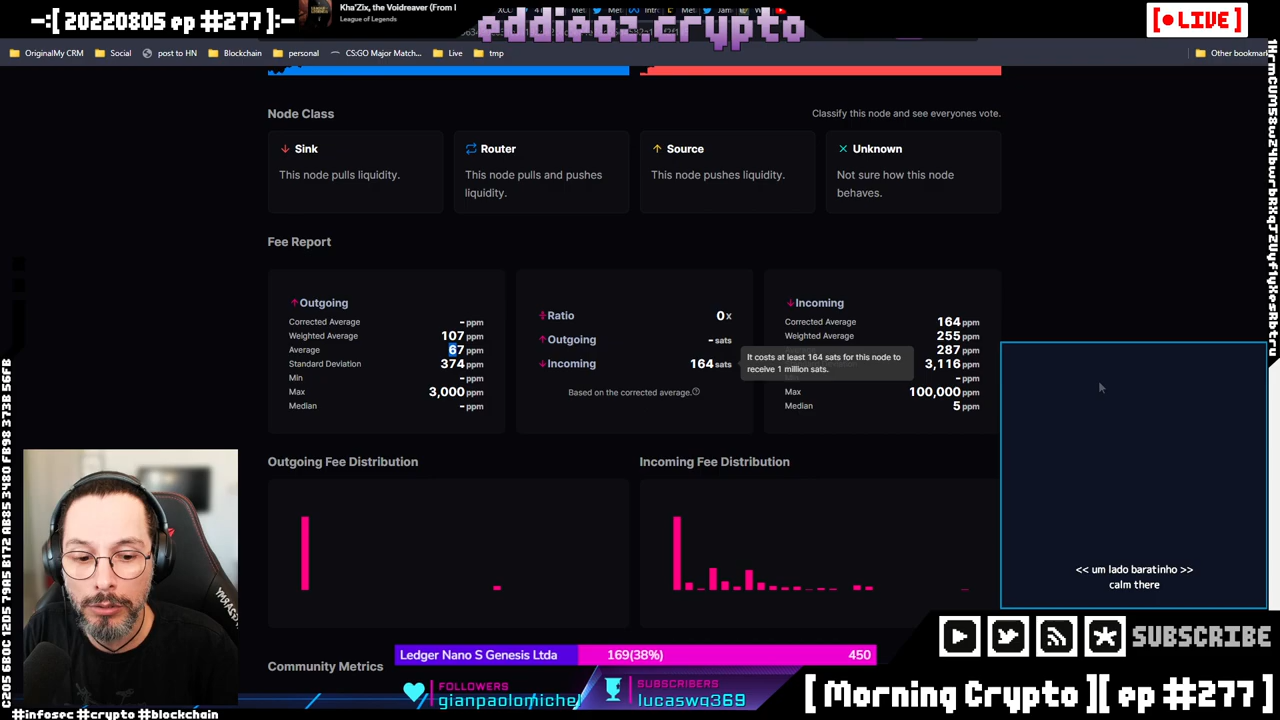 -:[ 20220805 ep #277 ]:-
Kha'Zix, the Voidreaver (From l
League of Legends
eddieoz.crypto
[● LIVE ]
OriginalMy CRM
Social
post to HN
Blockchain
personal
CS:GO Major Match...
Live
tmp
Other bookmar
Node Class
Classify this node and see everyones vote.
Sink
This node pulls liquidity.
Router
This node pulls and pushes
liquidity.
Source
This node pushes liquidity.
Unknown
Not sure how this node
behaves.
Fee Report
Outgoing
Corrected Average - ppm
Weighted Average 107 ppm
Average 67 ppm
Standard Deviation 374 ppm
Min - ppm
Max 3,000 ppm
Median - ppm
Ratio 0 x
Outgoing - sats
Incoming 164 sats
Based on the corrected average.
It costs at least 164 sats for this node to
receive 1 million sats.
Incoming
Corrected Average 164 ppm
Weighted Average 255 ppm
287 ppm
3,116 ppm
- ppm
Max 100,000 ppm
Median 5 ppm
Outgoing Fee Distribution
Incoming Fee Distribution
<< um lado baratinho >>
calm there
Community Metrics
Ledger Nano S Genesis Ltda 169(38%) 450
FOLLOWERS
gianpaolomichel
SUBSCRIBERS
lucaswg369
SUBSCRIBE
[ Morning Crypto ][ ep #277 ]
#infosec #crypto #blockchain